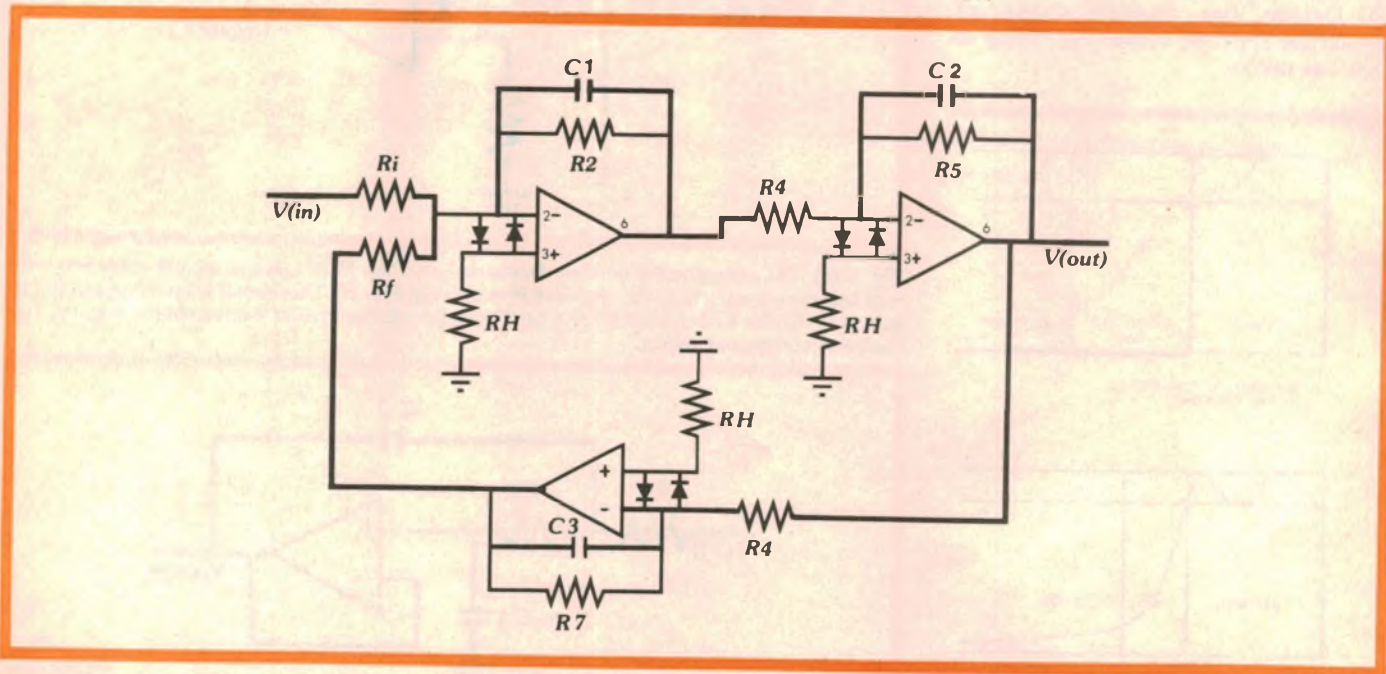 C1
R2
Ri
V(in)
Rf
2-
3+
6
RH
R4
C2
R5
2-
3+
6
V(out)
RH
RH
+
-
C3
R7
R4